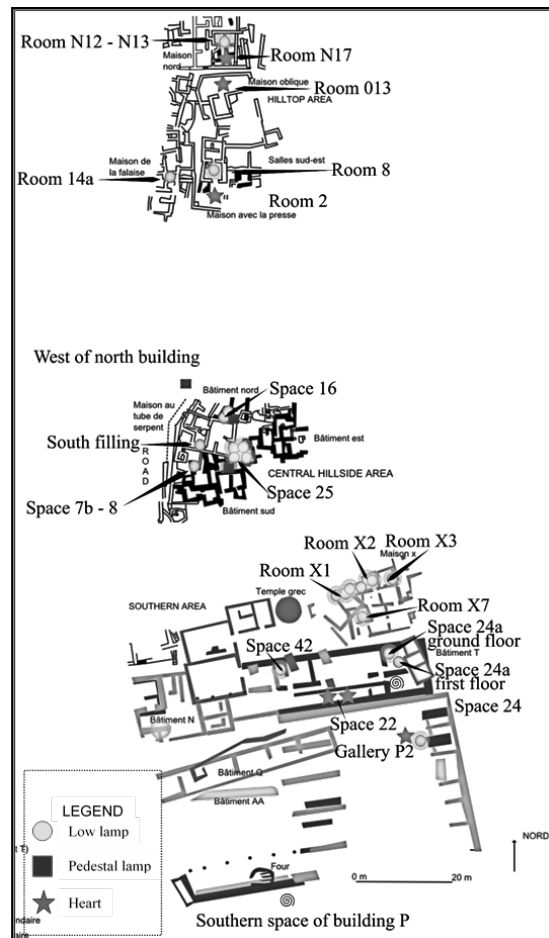 Room N12 - N13
Maison
nord
Room N17
Maison oblique
Room 013
HILLTOP AREA
Maison de
la falaise
Salles sud-est
Room 14a
Room 8
Room 2
Maison avec la presse
West of north building
Maison au
tube de
serpent
Bâtiment nord
Space 16
South filling
Bâtiment est
R
O
A
D
CENTRAL HILLSIDE AREA
Space 25
Space 7b - 8
Bâtiment sud
Room X2
Room X3
Maison x
Room X1
Temple grec
SOUTHERN AREA
Room X7
Space 24a
ground floor
Space 42
Bâtiment T
Space 24a
first floor
Space 24
Bâtiment N
Space 22
Gallery P2
Bâtiment Q
Bâtiment AA
LEGEND
Low lamp
Pedestal lamp
Heart
NORD
Four
0 m
20 m
Southern space of building P
t T)
ndaire
aire